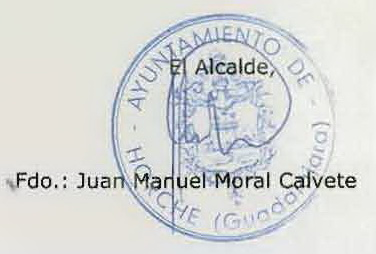 AYUNTAMIENTO DE
El Alcalde,
Fdo.: Juan Manuel Moral Calvete
HORCHE (Guadalajara)